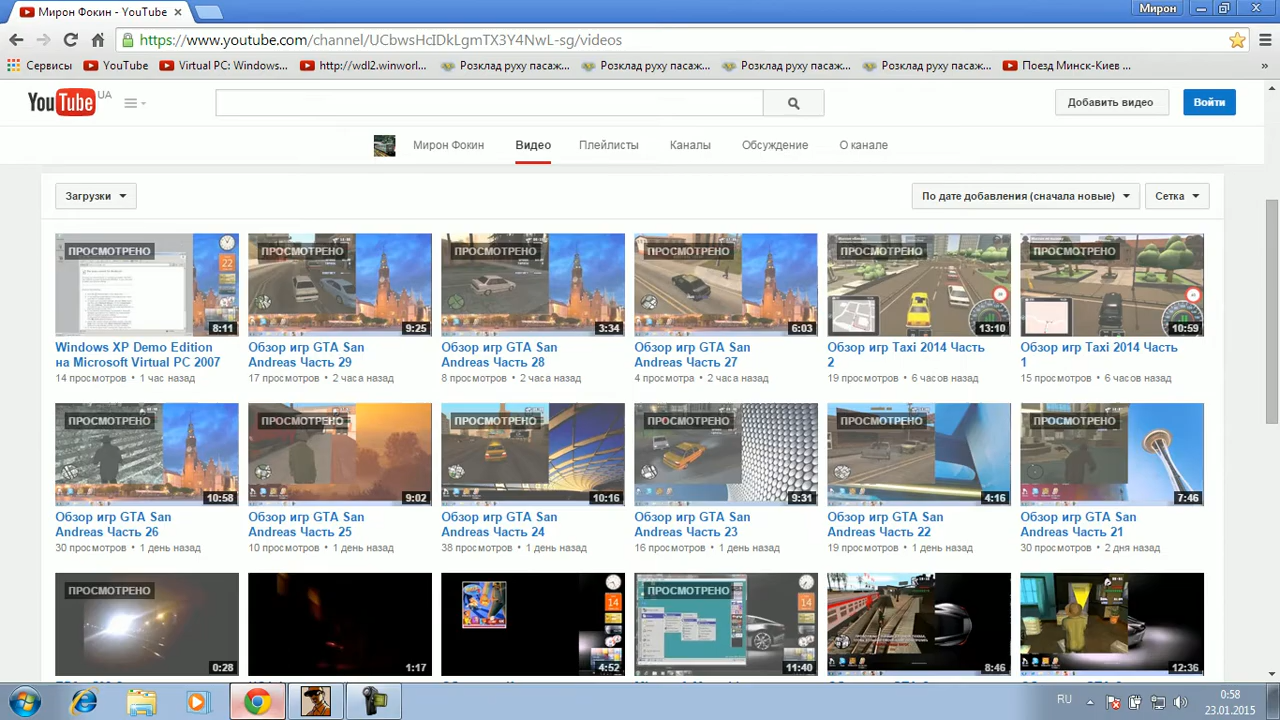 Мирон Фокин - YouTube
Мирон
https://www.youtube.com/channel/UCbwsHcIDkLgmTX3Y4NwL-sg/videos
Сервисы YouTube Virtual PC: Windows... http://wdl2.winworl... Розклад руху пасаж... Розклад руху пасаж... Розклад руху пасаж... Розклад руху пасаж... Поезд Минск-Киев ... »
YouTube UA Добавить видео Войти
Мирон Фокин Видео Плейлисты Каналы Обсуждение О канале
Загрузки По дате добавления (сначала новые) Сетка
ПРОСМОТРЕНО ПРОСМОТРЕНО ПРОСМОТРЕНО ПРОСМОТРЕНО ПРОСМОТРЕНО ПРОСМОТРЕНО
22
8:11 9:25 3:34 6:03 13:10 10:59
Windows XP Demo Edition Обзор игр GTA San Обзор игр GTA San Обзор игр GTA San Обзор игр Taxi 2014 Часть Обзор игр Taxi 2014 Часть
на Microsoft Virtual PC 2007 Andreas Часть 29 Andreas Часть 28 Andreas Часть 27 2 1
14 просмотров • 1 час назад 17 просмотров • 2 часа назад 8 просмотров • 2 часа назад 4 просмотра • 2 часа назад 19 просмотров • 6 часов назад 15 просмотров • 6 часов назад
ПРОСМОТРЕНО ПРОСМОТРЕНО ПРОСМОТРЕНО ПРОСМОТРЕНО ПРОСМОТРЕНО ПРОСМОТРЕНО
10:58 9:02 10:16 9:31 4:16 7:46
Обзор игр GTA San Обзор игр GTA San Обзор игр GTA San Обзор игр GTA San Обзор игр GTA San Обзор игр GTA San
Andreas Часть 26 Andreas Часть 25 Andreas Часть 24 Andreas Часть 23 Andreas Часть 22 Andreas Часть 21
30 просмотров • 1 день назад 10 просмотров • 1 день назад 38 просмотров • 1 день назад 16 просмотров • 1 день назад 19 просмотров • 1 день назад 30 просмотров • 2 дня назад
ПРОСМОТРЕНО ПРОСМОТРЕНО
14 14
0:28 1:17 4:52 11:40 8:46 12:36
RU 0:58
23.01.2015